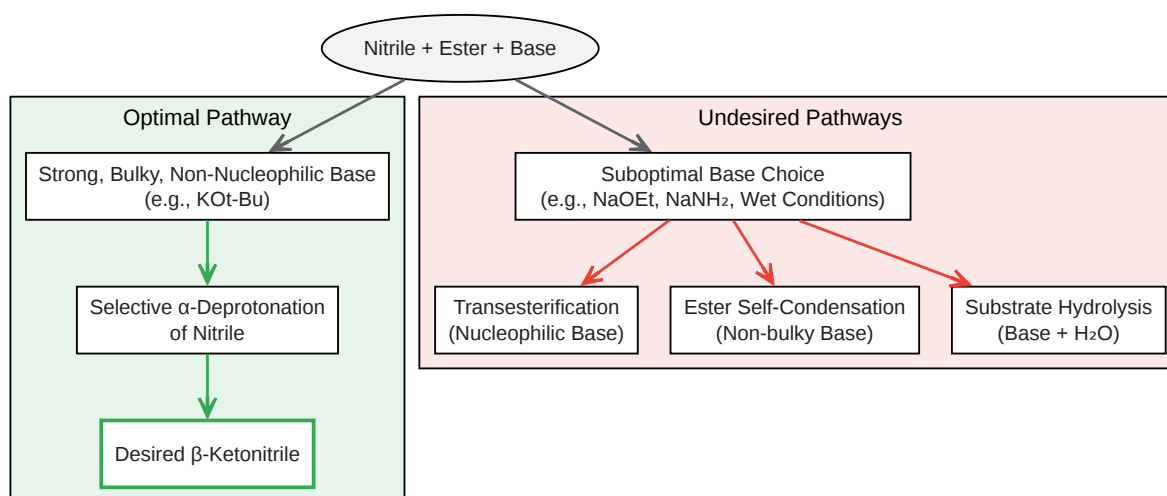 Nitrile + Ester + Base
Optimal Pathway
Strong, Bulky, Non-Nucleophilic Base
(e.g., KOt-Bu)
Selective α-Deprotonation
of Nitrile
Desired β-Ketonitrile
Undesired Pathways
Suboptimal Base Choice
(e.g., NaOEt, NaNH₂, Wet Conditions)
Transesterification
(Nucleophilic Base)
Ester Self-Condensation
(Non-bulky Base)
Substrate Hydrolysis
(Base + H₂O)